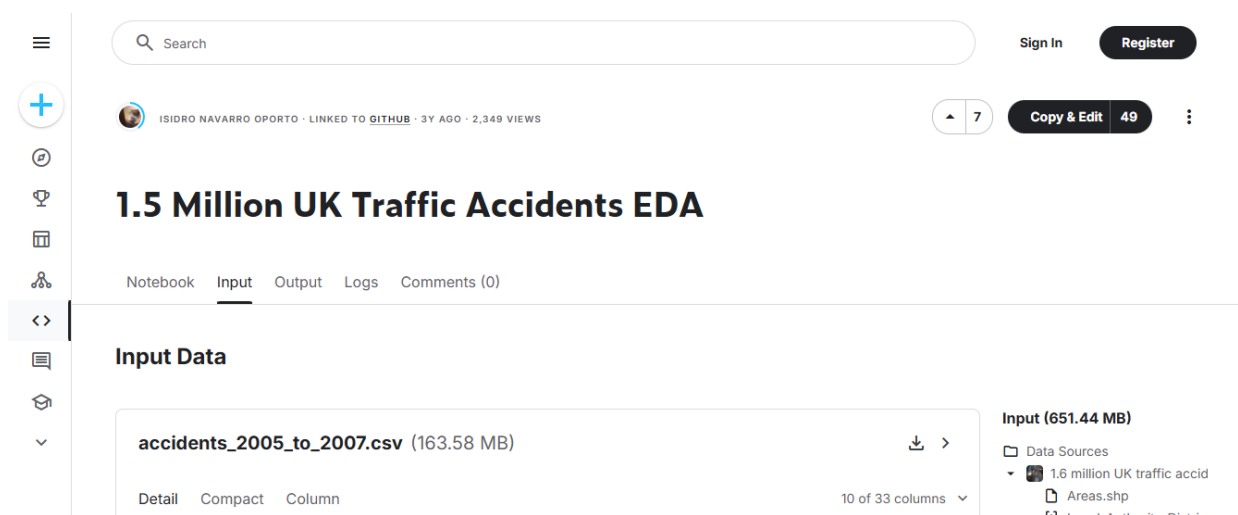 Search
Sign In
Register
ISIDRO NAVARRO OPORTO · LINKED TO GITHUB · 3Y AGO · 2,349 VIEWS
7
Copy & Edit 49
1.5 Million UK Traffic Accidents EDA
Notebook Input Output Logs Comments (0)
Input Data
accidents_2005_to_2007.csv (163.58 MB)
Detail Compact Column
10 of 33 columns
Input (651.44 MB)
Data Sources
1.6 million UK traffic accid
Areas.shp